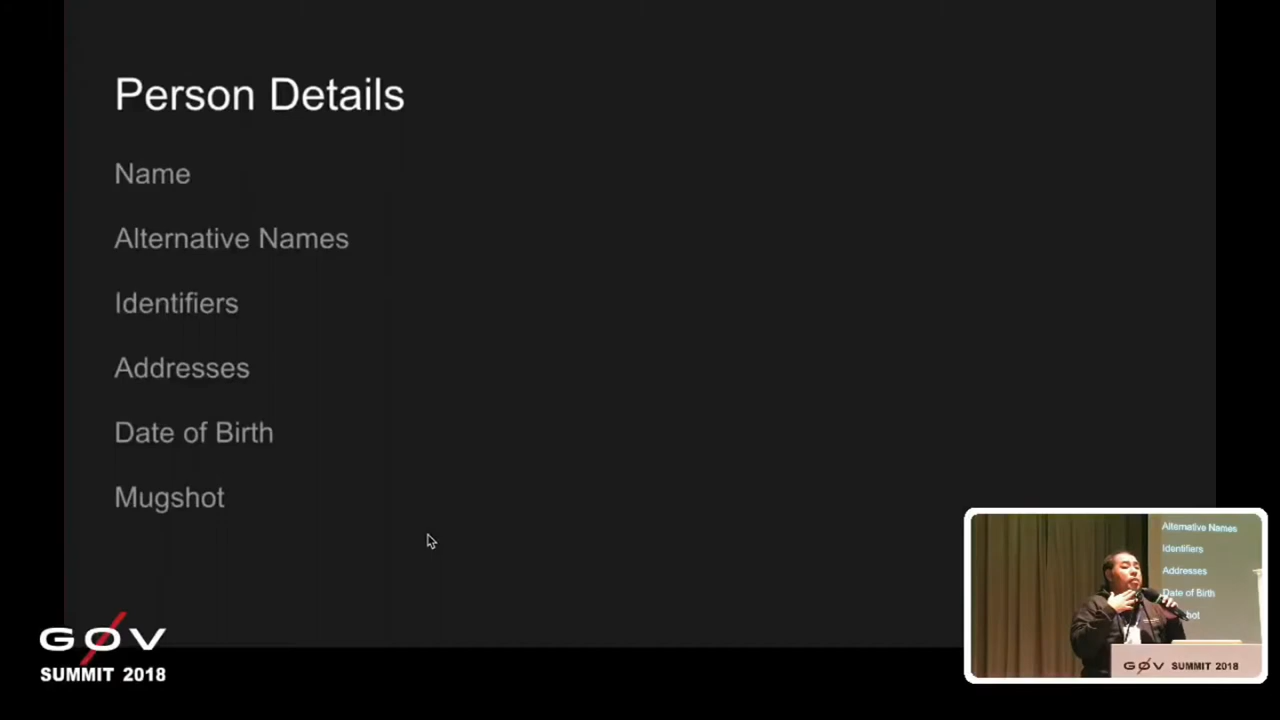 Person Details
Name
Alternative Names
Identifiers
Addresses
Date of Birth
Mugshot
GØV
SUMMIT 2018
Alternative Names
Identifiers
Addresses
Date of Birth
GØV SUMMIT 2018